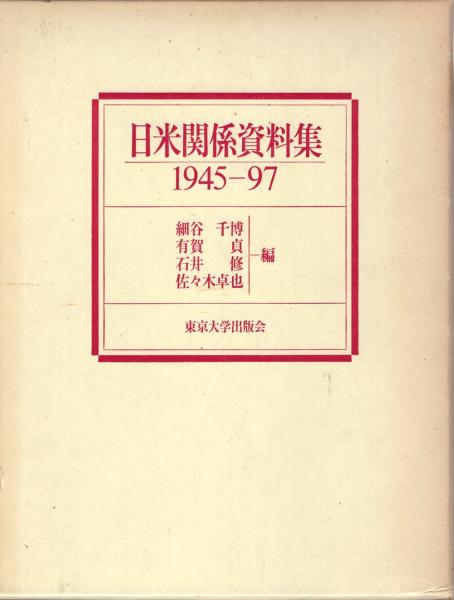 日米関係資料集
1945-97
細谷 千博
有賀 貞
石井 修
佐々木卓也
編
東京大学出版会